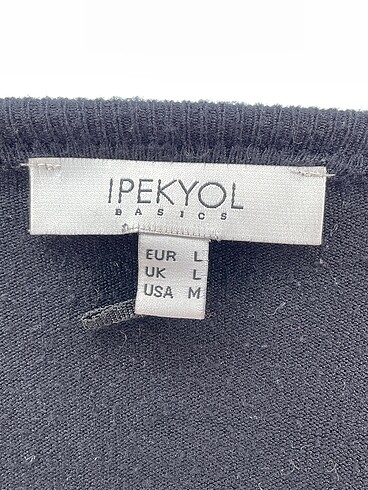 IPEKYOL
BASICS
EUR L
UK L
USA M